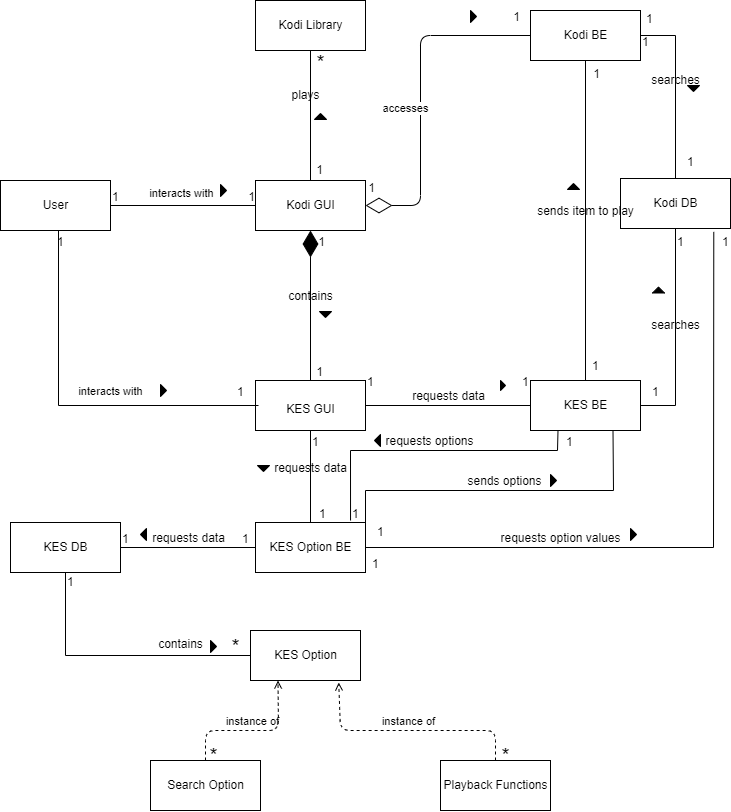 Kodi Library
*
plays
1
1
Kodi BE
1
1
accesses
searches
1
1
User
1
interacts with
1
Kodi GUI
1
1
sends item to play
Kodi DB
1
1
1
1
contains
searches
1
1
interacts with
1
KES GUI
1
requests data
1
KES BE
1
1
requests options
1
requests data
sends options
1
1
KES DB
1
requests data
1
KES Option BE
1
requests option values
1
1
contains
*
KES Option
instance of
instance of
*
*
Search Option
Playback Functions